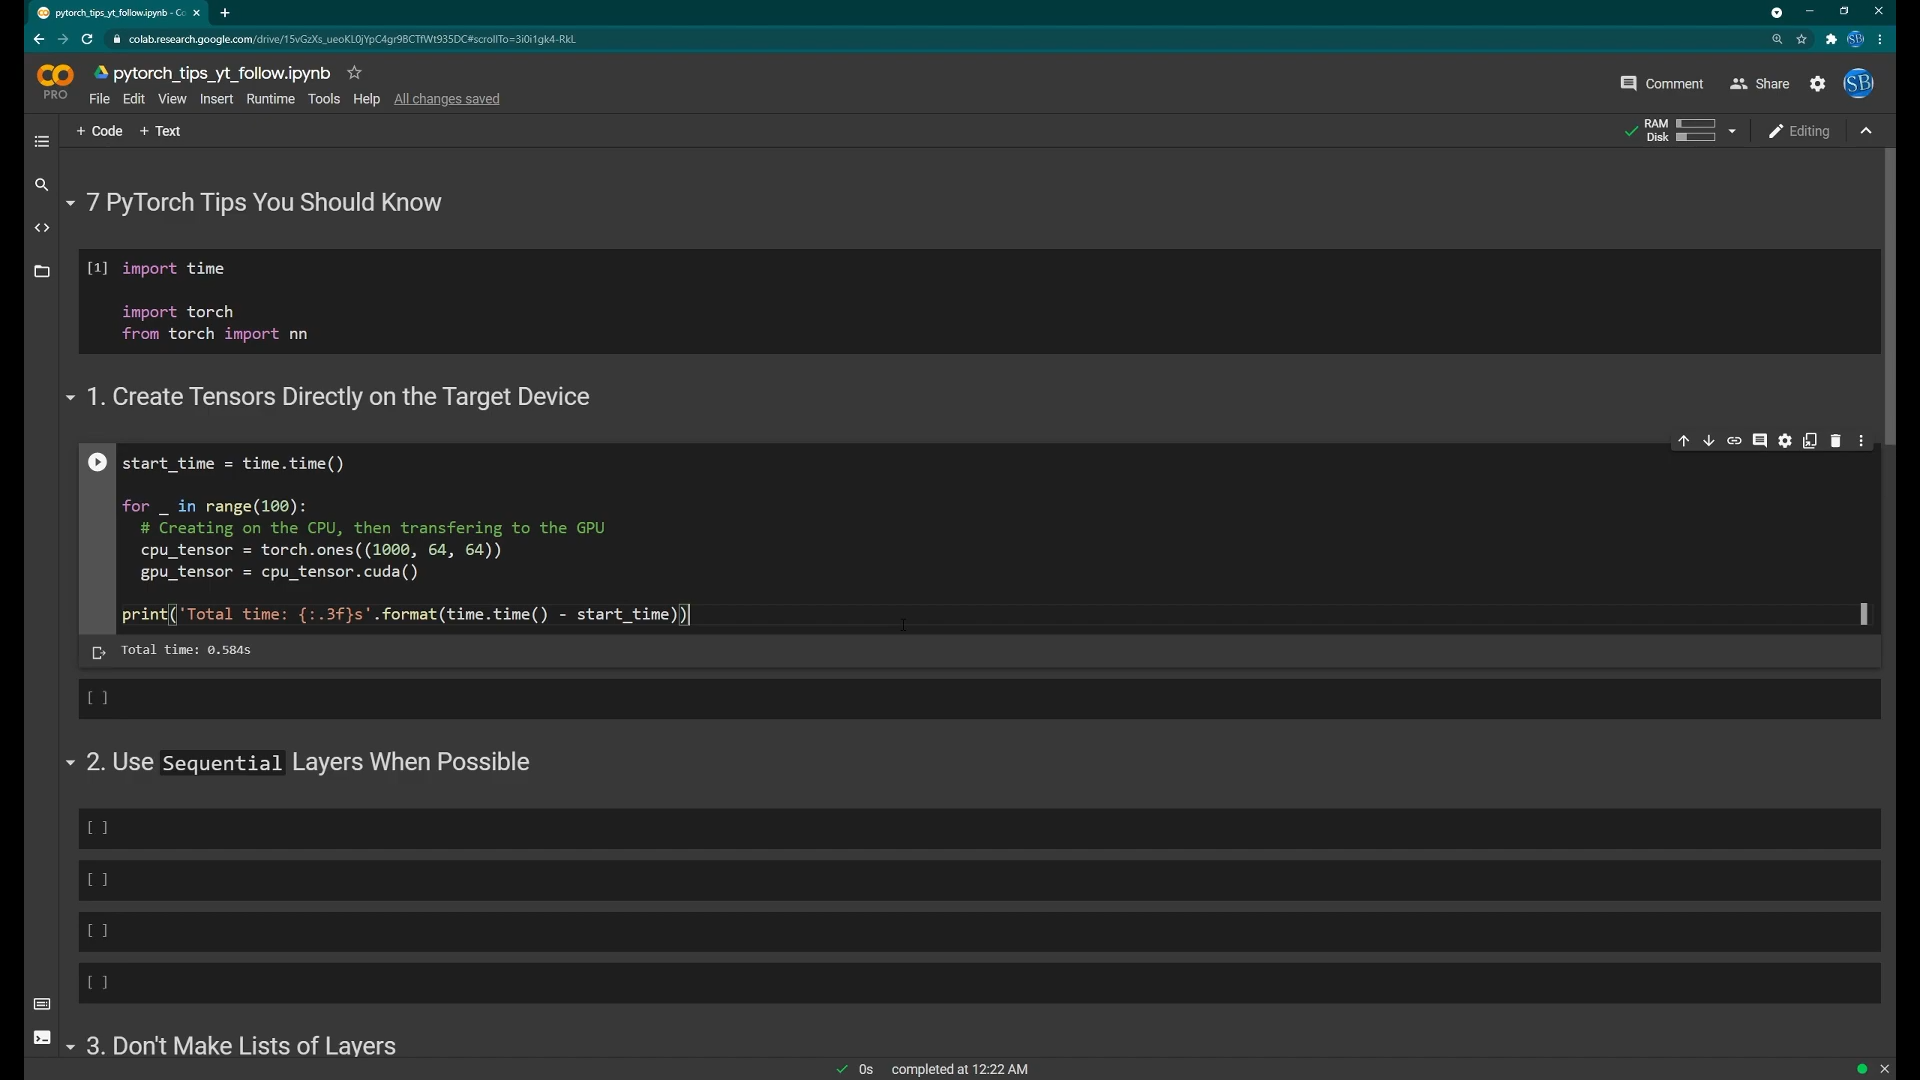 pytorch_tips_yt_follow.ipynb - Co
colab.research.google.com/drive/15vGzXs_ueoKL0jYpC4gr9BCTfWt935DC#scrollTo=3i0i1gk4-RkL
SB
PRO
pytorch_tips_yt_follow.ipynb
Comment
Share
SB
File Edit View Insert Runtime Tools Help All changes saved
+ Code + Text
RAM
Disk
Editing
7 PyTorch Tips You Should Know
[1] import time
import torch
from torch import nn
1. Create Tensors Directly on the Target Device
start_time = time.time()
for _ in range(100):
# Creating on the CPU, then transfering to the GPU
cpu_tensor = torch.ones((1000, 64, 64))
gpu_tensor = cpu_tensor.cuda()
print('Total time: {:.3f}s'.format(time.time() - start_time))
Total time: 0.584s
[ ]
2. Use Sequential Layers When Possible
[ ]
[ ]
[ ]
[ ]
3. Don't Make Lists of Layers
0s completed at 12:22 AM